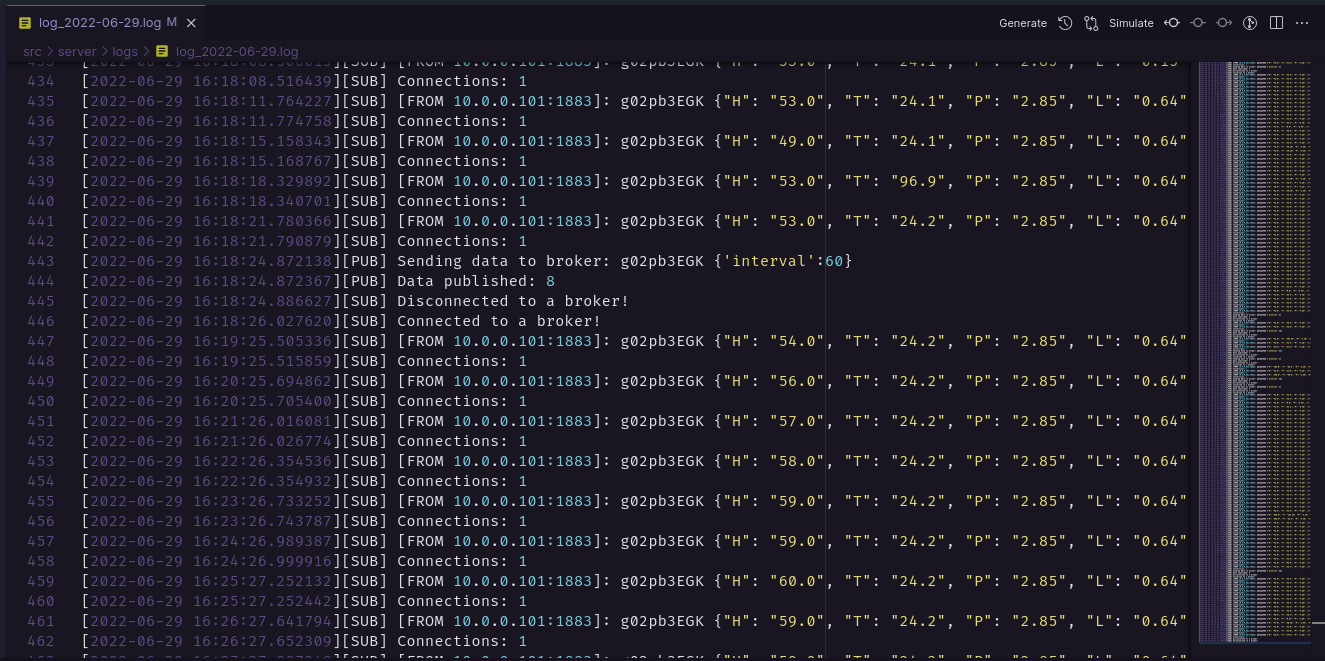 log_2022-06-29.log M
Generate Simulate
src server logs log_2022-06-29.log
434 [2022-06-29 16:18:08.516439][SUB] Connections: 1
435 [2022-06-29 16:18:11.764227][SUB] [FROM 10.0.0.101:1883]: g02pb3EGK {"H": "53.0", "T": "24.1", "P": "2.85", "L": "0.64"
436 [2022-06-29 16:18:11.774758][SUB] Connections: 1
437 [2022-06-29 16:18:15.158343][SUB] [FROM 10.0.0.101:1883]: g02pb3EGK {"H": "49.0", "T": "24.1", "P": "2.85", "L": "0.64"
438 [2022-06-29 16:18:15.168767][SUB] Connections: 1
439 [2022-06-29 16:18:18.329892][SUB] [FROM 10.0.0.101:1883]: g02pb3EGK {"H": "53.0", "T": "96.9", "P": "2.85", "L": "0.64"
440 [2022-06-29 16:18:18.340701][SUB] Connections: 1
441 [2022-06-29 16:18:21.780366][SUB] [FROM 10.0.0.101:1883]: g02pb3EGK {"H": "53.0", "T": "24.2", "P": "2.85", "L": "0.64"
442 [2022-06-29 16:18:21.790879][SUB] Connections: 1
443 [2022-06-29 16:18:24.872138][PUB] Sending data to broker: g02pb3EGK {'interval':60}
444 [2022-06-29 16:18:24.872367][PUB] Data published: 8
445 [2022-06-29 16:18:24.886627][SUB] Disconnected to a broker!
446 [2022-06-29 16:18:26.027620][SUB] Connected to a broker!
447 [2022-06-29 16:19:25.505336][SUB] [FROM 10.0.0.101:1883]: g02pb3EGK {"H": "54.0", "T": "24.2", "P": "2.85", "L": "0.64"
448 [2022-06-29 16:19:25.515859][SUB] Connections: 1
449 [2022-06-29 16:20:25.694862][SUB] [FROM 10.0.0.101:1883]: g02pb3EGK {"H": "56.0", "T": "24.2", "P": "2.85", "L": "0.64"
450 [2022-06-29 16:20:25.705400][SUB] Connections: 1
451 [2022-06-29 16:21:26.016081][SUB] [FROM 10.0.0.101:1883]: g02pb3EGK {"H": "57.0", "T": "24.2", "P": "2.85", "L": "0.64"
452 [2022-06-29 16:21:26.026774][SUB] Connections: 1
453 [2022-06-29 16:22:26.354536][SUB] [FROM 10.0.0.101:1883]: g02pb3EGK {"H": "58.0", "T": "24.2", "P": "2.85", "L": "0.64"
454 [2022-06-29 16:22:26.354932][SUB] Connections: 1
455 [2022-06-29 16:23:26.733252][SUB] [FROM 10.0.0.101:1883]: g02pb3EGK {"H": "59.0", "T": "24.2", "P": "2.85", "L": "0.64"
456 [2022-06-29 16:23:26.743787][SUB] Connections: 1
457 [2022-06-29 16:24:26.989387][SUB] [FROM 10.0.0.101:1883]: g02pb3EGK {"H": "59.0", "T": "24.2", "P": "2.85", "L": "0.64"
458 [2022-06-29 16:24:26.999916][SUB] Connections: 1
459 [2022-06-29 16:25:27.252132][SUB] [FROM 10.0.0.101:1883]: g02pb3EGK {"H": "60.0", "T": "24.2", "P": "2.85", "L": "0.64"
460 [2022-06-29 16:25:27.252442][SUB] Connections: 1
461 [2022-06-29 16:26:27.641794][SUB] [FROM 10.0.0.101:1883]: g02pb3EGK {"H": "59.0", "T": "24.2", "P": "2.85", "L": "0.64"
462 [2022-06-29 16:26:27.652309][SUB] Connections: 1